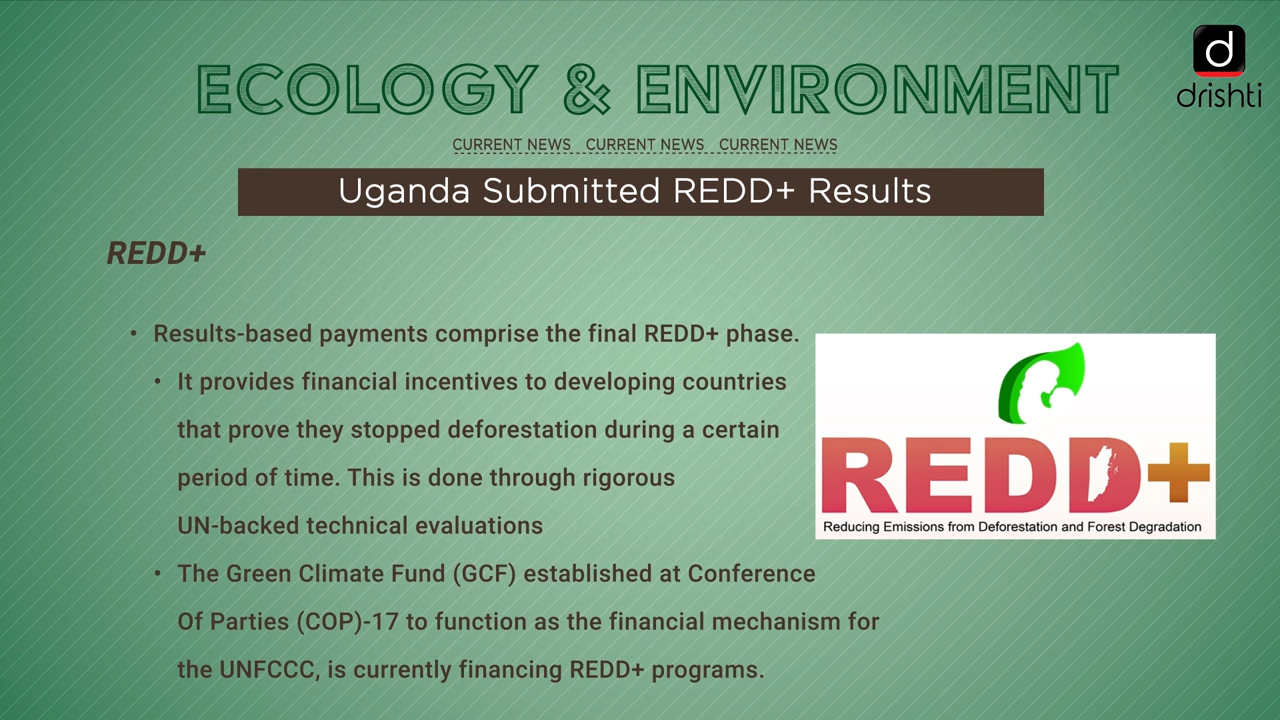 ECOLOGY & ENVIRONMENT
d
drishti
CURRENT NEWS CURRENT NEWS CURRENT NEWS
Uganda Submitted REDD+ Results
REDD+
• Results-based payments comprise the final REDD+ phase.
• It provides financial incentives to developing countries
that prove they stopped deforestation during a certain
period of time. This is done through rigorous
UN-backed technical evaluations
• The Green Climate Fund (GCF) established at Conference
Of Parties (COP)-17 to function as the financial mechanism for
the UNFCCC, is currently financing REDD+ programs.
REDD+
Reducing Emissions from Deforestation and Forest Degradation